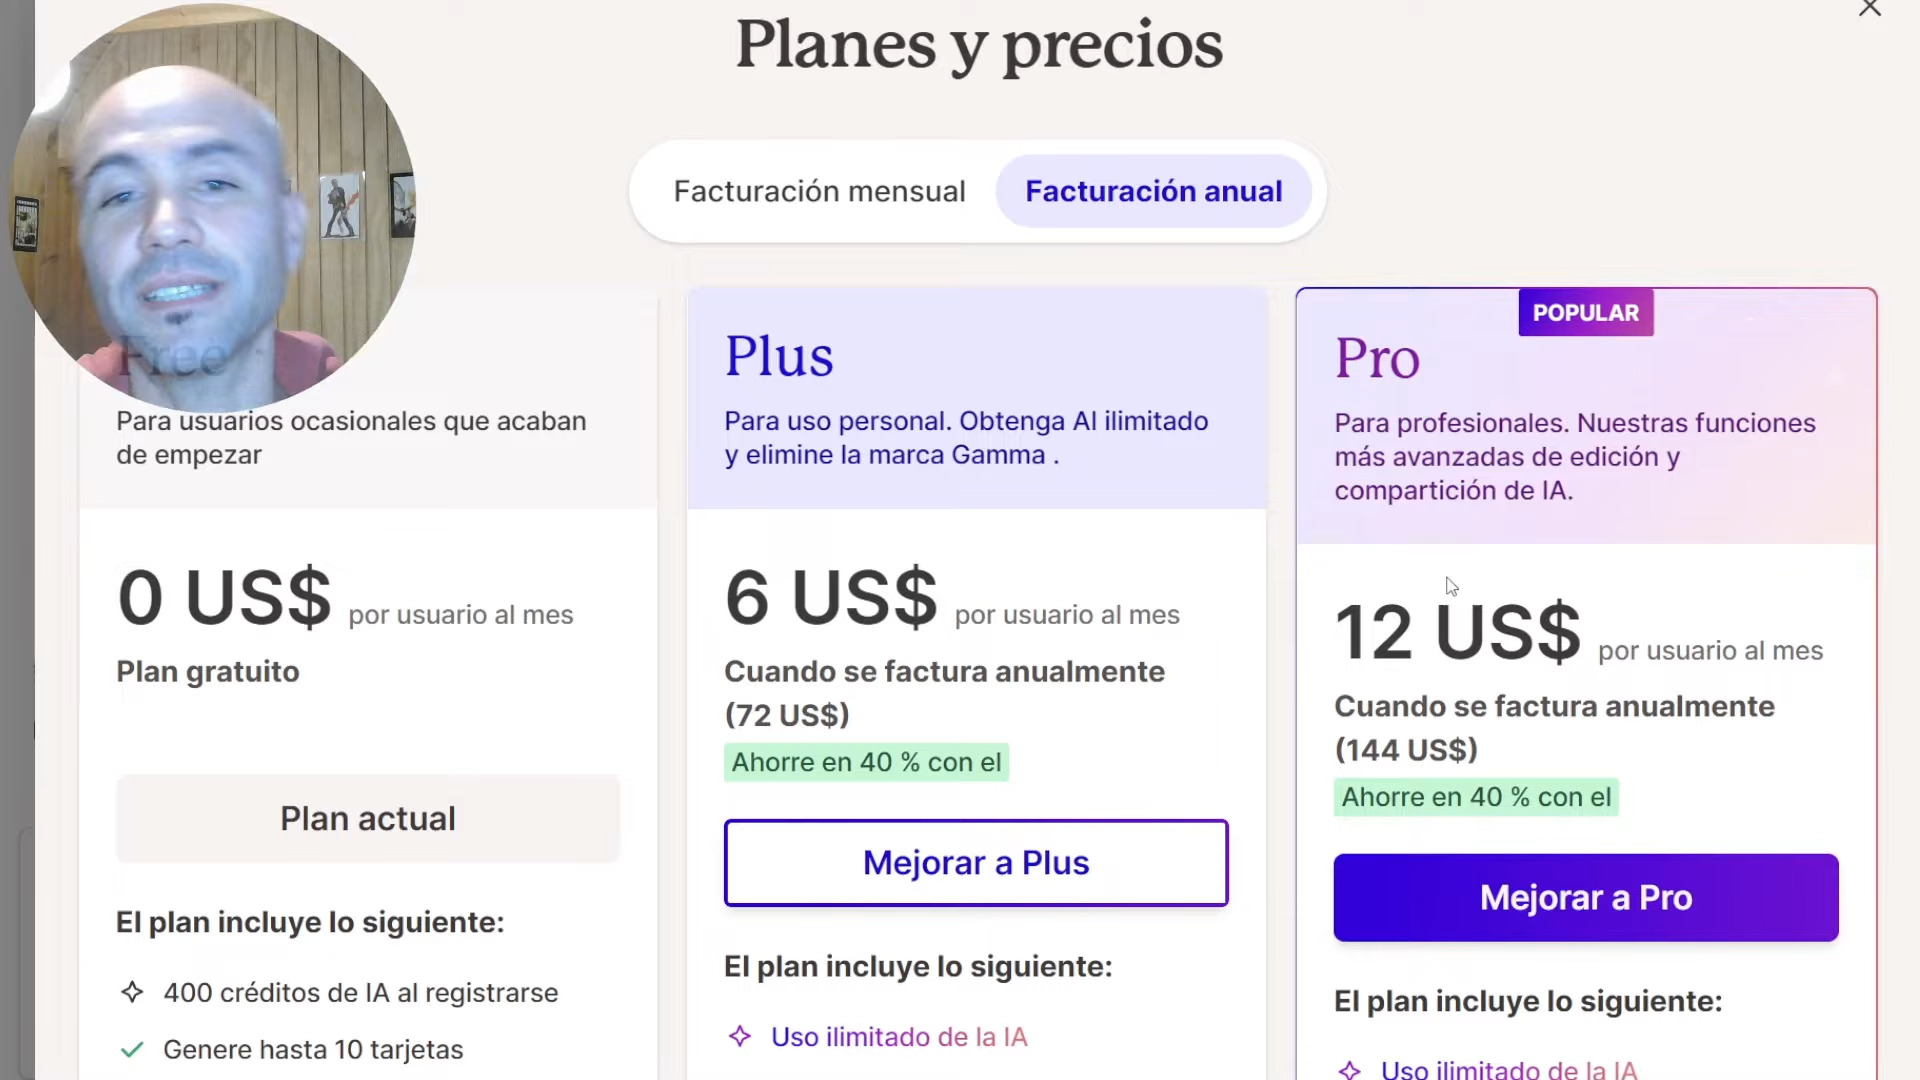 Planes y precios
Facturación mensual
Facturación anual
Free
Para usuarios ocasionales que acaban
de empezar
0 US$ por usuario al mes
Plan gratuito
Plan actual
El plan incluye lo siguiente:
400 créditos de IA al registrarse
Genere hasta 10 tarjetas
Plus
Para uso personal. Obtenga AI ilimitado
y elimine la marca Gamma .
6 US$ por usuario al mes
Cuando se factura anualmente
(72 US$)
Ahorre en 40 % con el
Mejorar a Plus
El plan incluye lo siguiente:
Uso ilimitado de la IA
POPULAR
Pro
Para profesionales. Nuestras funciones
más avanzadas de edición y
compartición de IA.
12 US$ por usuario al mes
Cuando se factura anualmente
(144 US$)
Ahorre en 40 % con el
Mejorar a Pro
El plan incluye lo siguiente:
Uso ilimitado de la IA